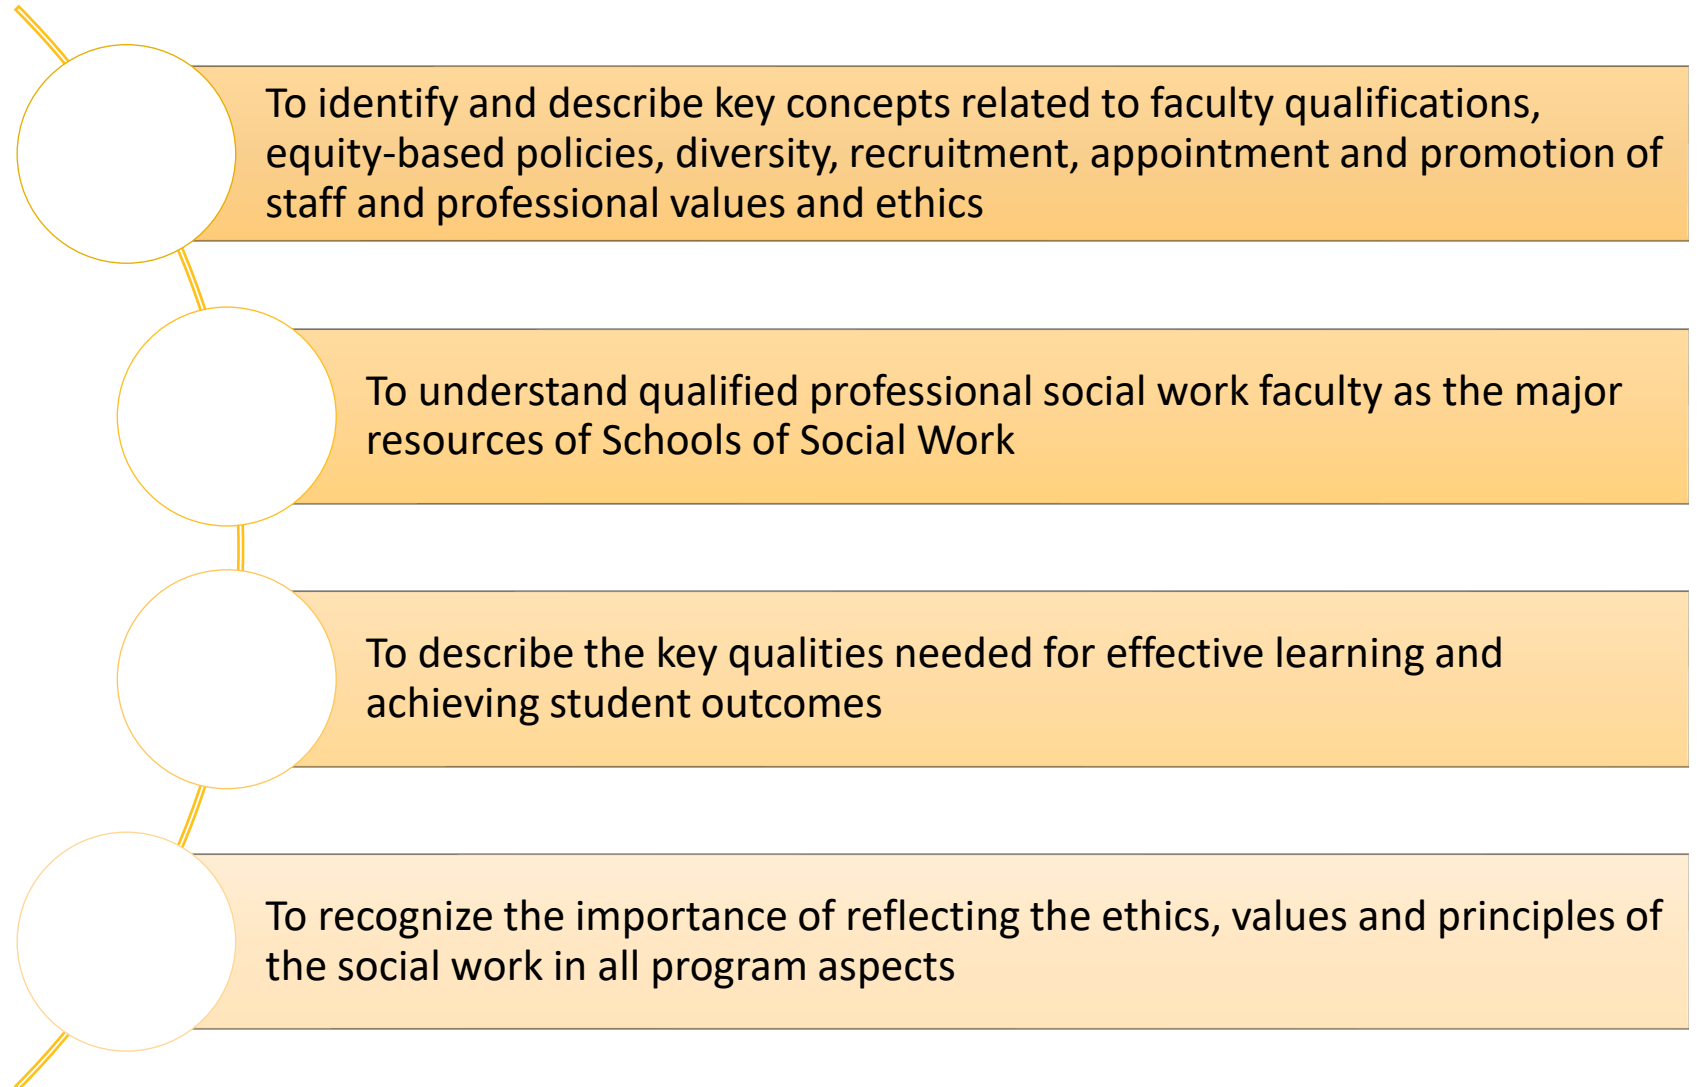 To identify and describe key concepts related to faculty qualifications,
equity-based policies, diversity, recruitment, appointment and promotion of
staff and professional values and ethics
To understand qualified professional social work faculty as the major
resources of Schools of Social Work
To describe the key qualities needed for effective learning and
achieving student outcomes
To recognize the importance of reflecting the ethics, values and principles of
the social work in all program aspects